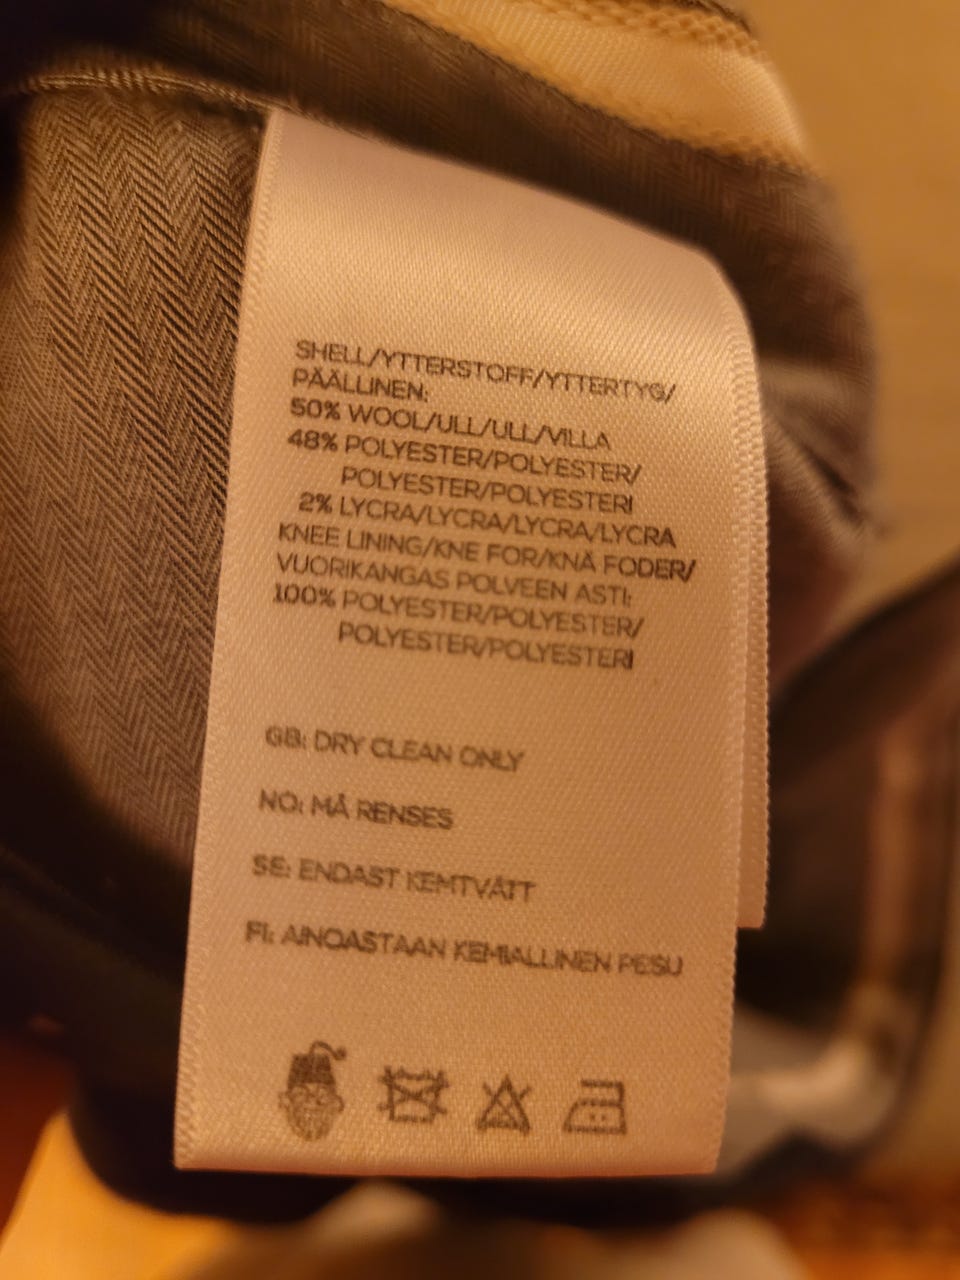 SHELL/YTTERSTOFF/YTTERTYG/
PÄÄLLINEN:
50% WOOL/ULL/ULL/VILLA
48% POLYESTER/POLYESTER/
POLYESTER/POLYESTERI
2% LYCRA/LYCRA/LYCRA/LYCRA
KNEE LINING/KNE FOR/KNÄ FODER/
VUORIKANGAS POLVEEN ASTI:
100% POLYESTER/POLYESTER/
POLYESTER/POLYESTERI
GB: DRY CLEAN ONLY
NO: MÅ RENSES
SE: ENDAST KEMTVÄTT
FI: AINOASTAAN KEMIALLINEN PESU